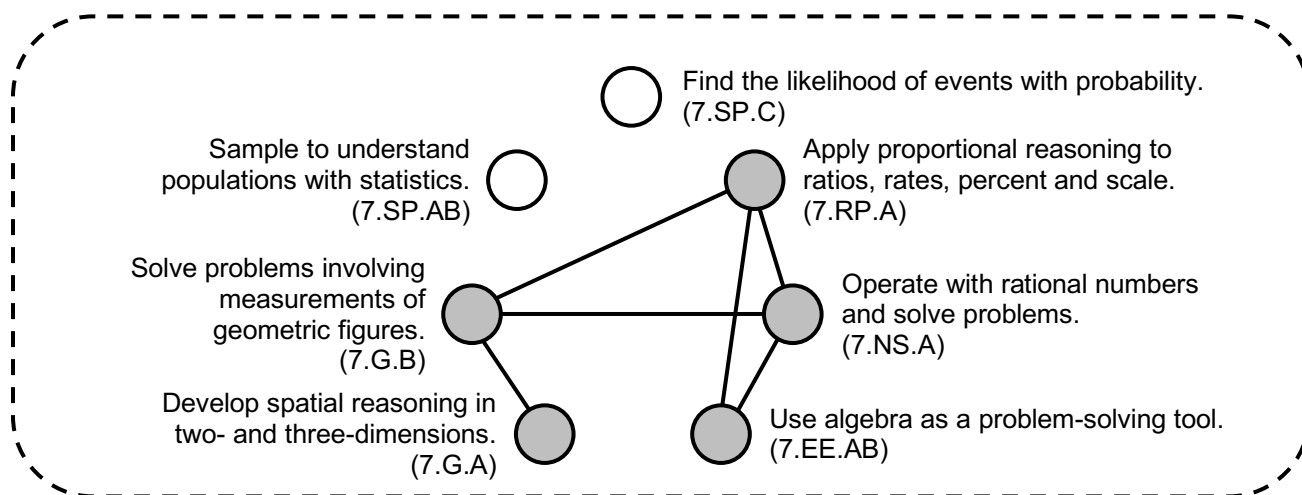 Find the likelihood of events with probability.
(7.SP.C)
Sample to understand
populations with statistics.
(7.SP.AB)
Apply proportional reasoning to
ratios, rates, percent and scale.
(7.RP.A)
Solve problems involving
measurements of
geometric figures.
(7.G.B)
Operate with rational numbers
and solve problems.
(7.NS.A)
Develop spatial reasoning in
two- and three-dimensions.
(7.G.A)
Use algebra as a problem-solving tool.
(7.EE.AB)